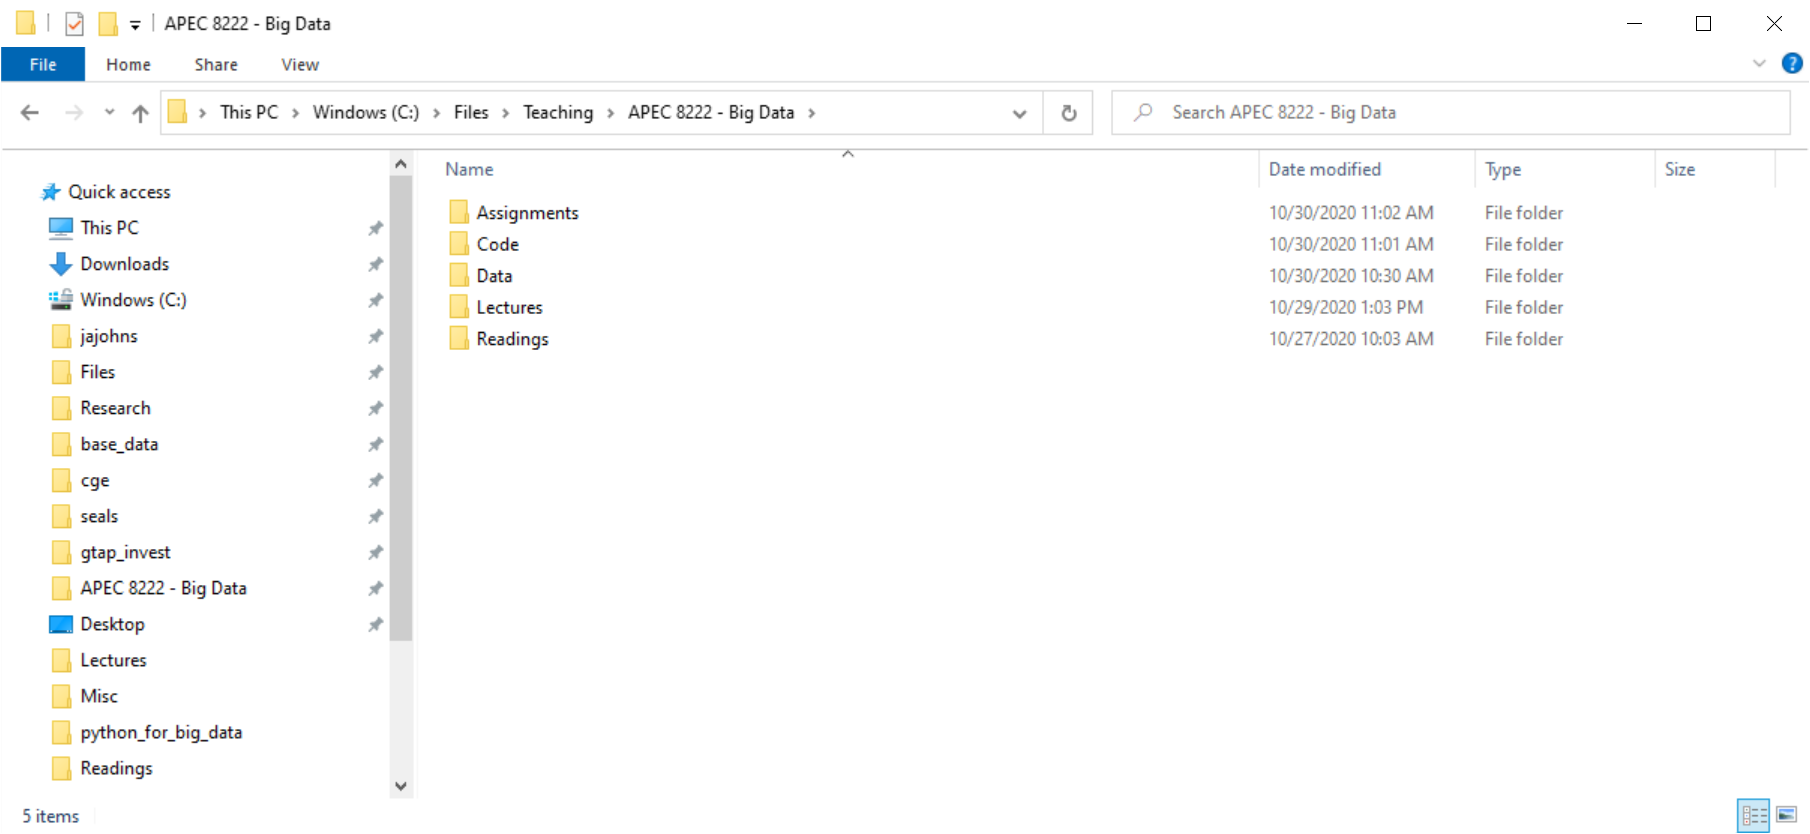 APEC 8222 - Big Data
File Home Share View
This PC Windows (C:) Files Teaching APEC 8222 - Big Data Search APEC 8222 - Big Data
Quick access
This PC
Downloads
Windows (C:)
jajohns
Files
Research
base_data
cge
seals
gtap_invest
APEC 8222 - Big Data
Desktop
Lectures
Misc
python_for_big_data
Readings
Name Date modified Type Size
Assignments 10/30/2020 11:02 AM File folder
Code 10/30/2020 11:01 AM File folder
Data 10/30/2020 10:30 AM File folder
Lectures 10/29/2020 1:03 PM File folder
Readings 10/27/2020 10:03 AM File folder
5 items